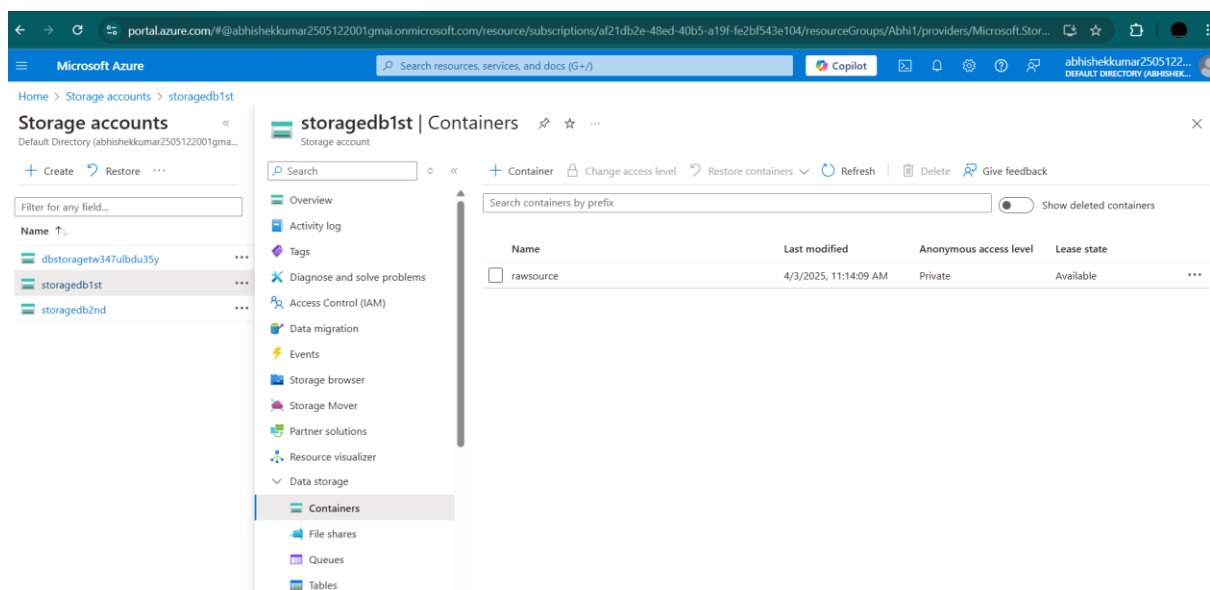 portal.azure.com/#@abhishekkumar2505122001gmai.onmicrosoft.com/resource/subscriptions/af21db2e-48ed-40b5-a19f-fe2bf543e104/resourceGroups/Abhi1/providers/Microsoft.Stor...
Microsoft Azure
Search resources, services, and docs (G+/)
Copilot
abhishekkumar2505122...
DEFAULT DIRECTORY (ABHISHEK...
Home > Storage accounts > storagedb1st
Storage accounts
Default Directory (abhishekkumar2505122001gma...
+ Create Restore ...
Filter for any field...
Name ↑↓
dbstoragetw347ulbdu35y ...
storagedb1st ...
storagedb2nd ...
storagedb1st | Containers ...
Storage account
Search
Overview
Activity log
Tags
Diagnose and solve problems
Access Control (IAM)
Data migration
Events
Storage browser
Storage Mover
Partner solutions
Resource visualizer
Data storage
Containers
File shares
Queues
Tables
+ Container Change access level Restore containers Refresh Delete Give feedback
Search containers by prefix
Show deleted containers
Name Last modified Anonymous access level Lease state
rawsource 4/3/2025, 11:14:09 AM Private Available ...